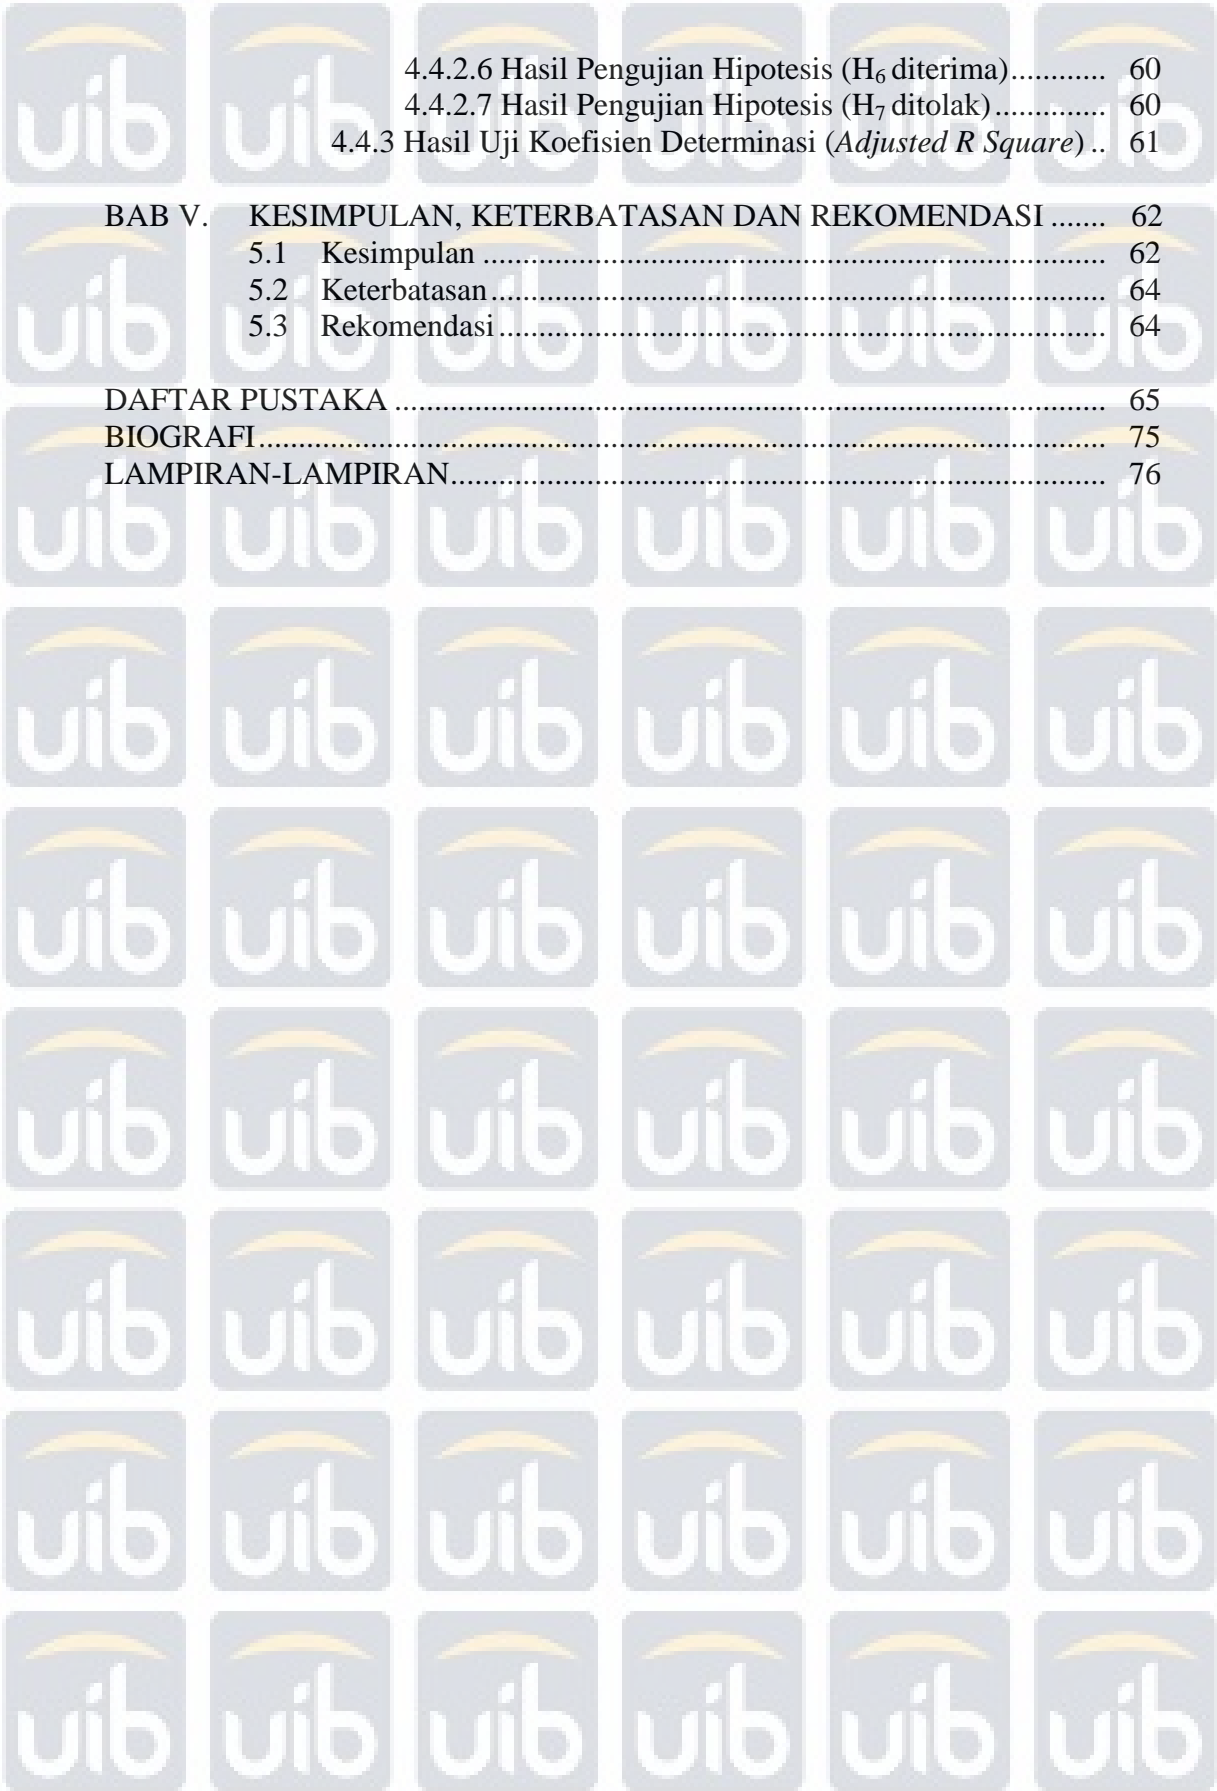 4.4.2.6 Hasil Pengujian Hipotesis (H₆ diterima)............ 60
4.4.2.7 Hasil Pengujian Hipotesis (H₇ ditolak).............. 60
4.4.3 Hasil Uji Koefisien Determinasi (Adjusted R Square) .. 61
BAB V. KESIMPULAN, KETERBATASAN DAN REKOMENDASI ....... 62
5.1 Kesimpulan ............................................................................... 62
5.2 Keterbatasan.............................................................................. 64
5.3 Rekomendasi............................................................................. 64
DAFTAR PUSTAKA .......................................................................................... 65
BIOGRAFI........................................................................................................... 75
LAMPIRAN-LAMPIRAN................................................................................... 76